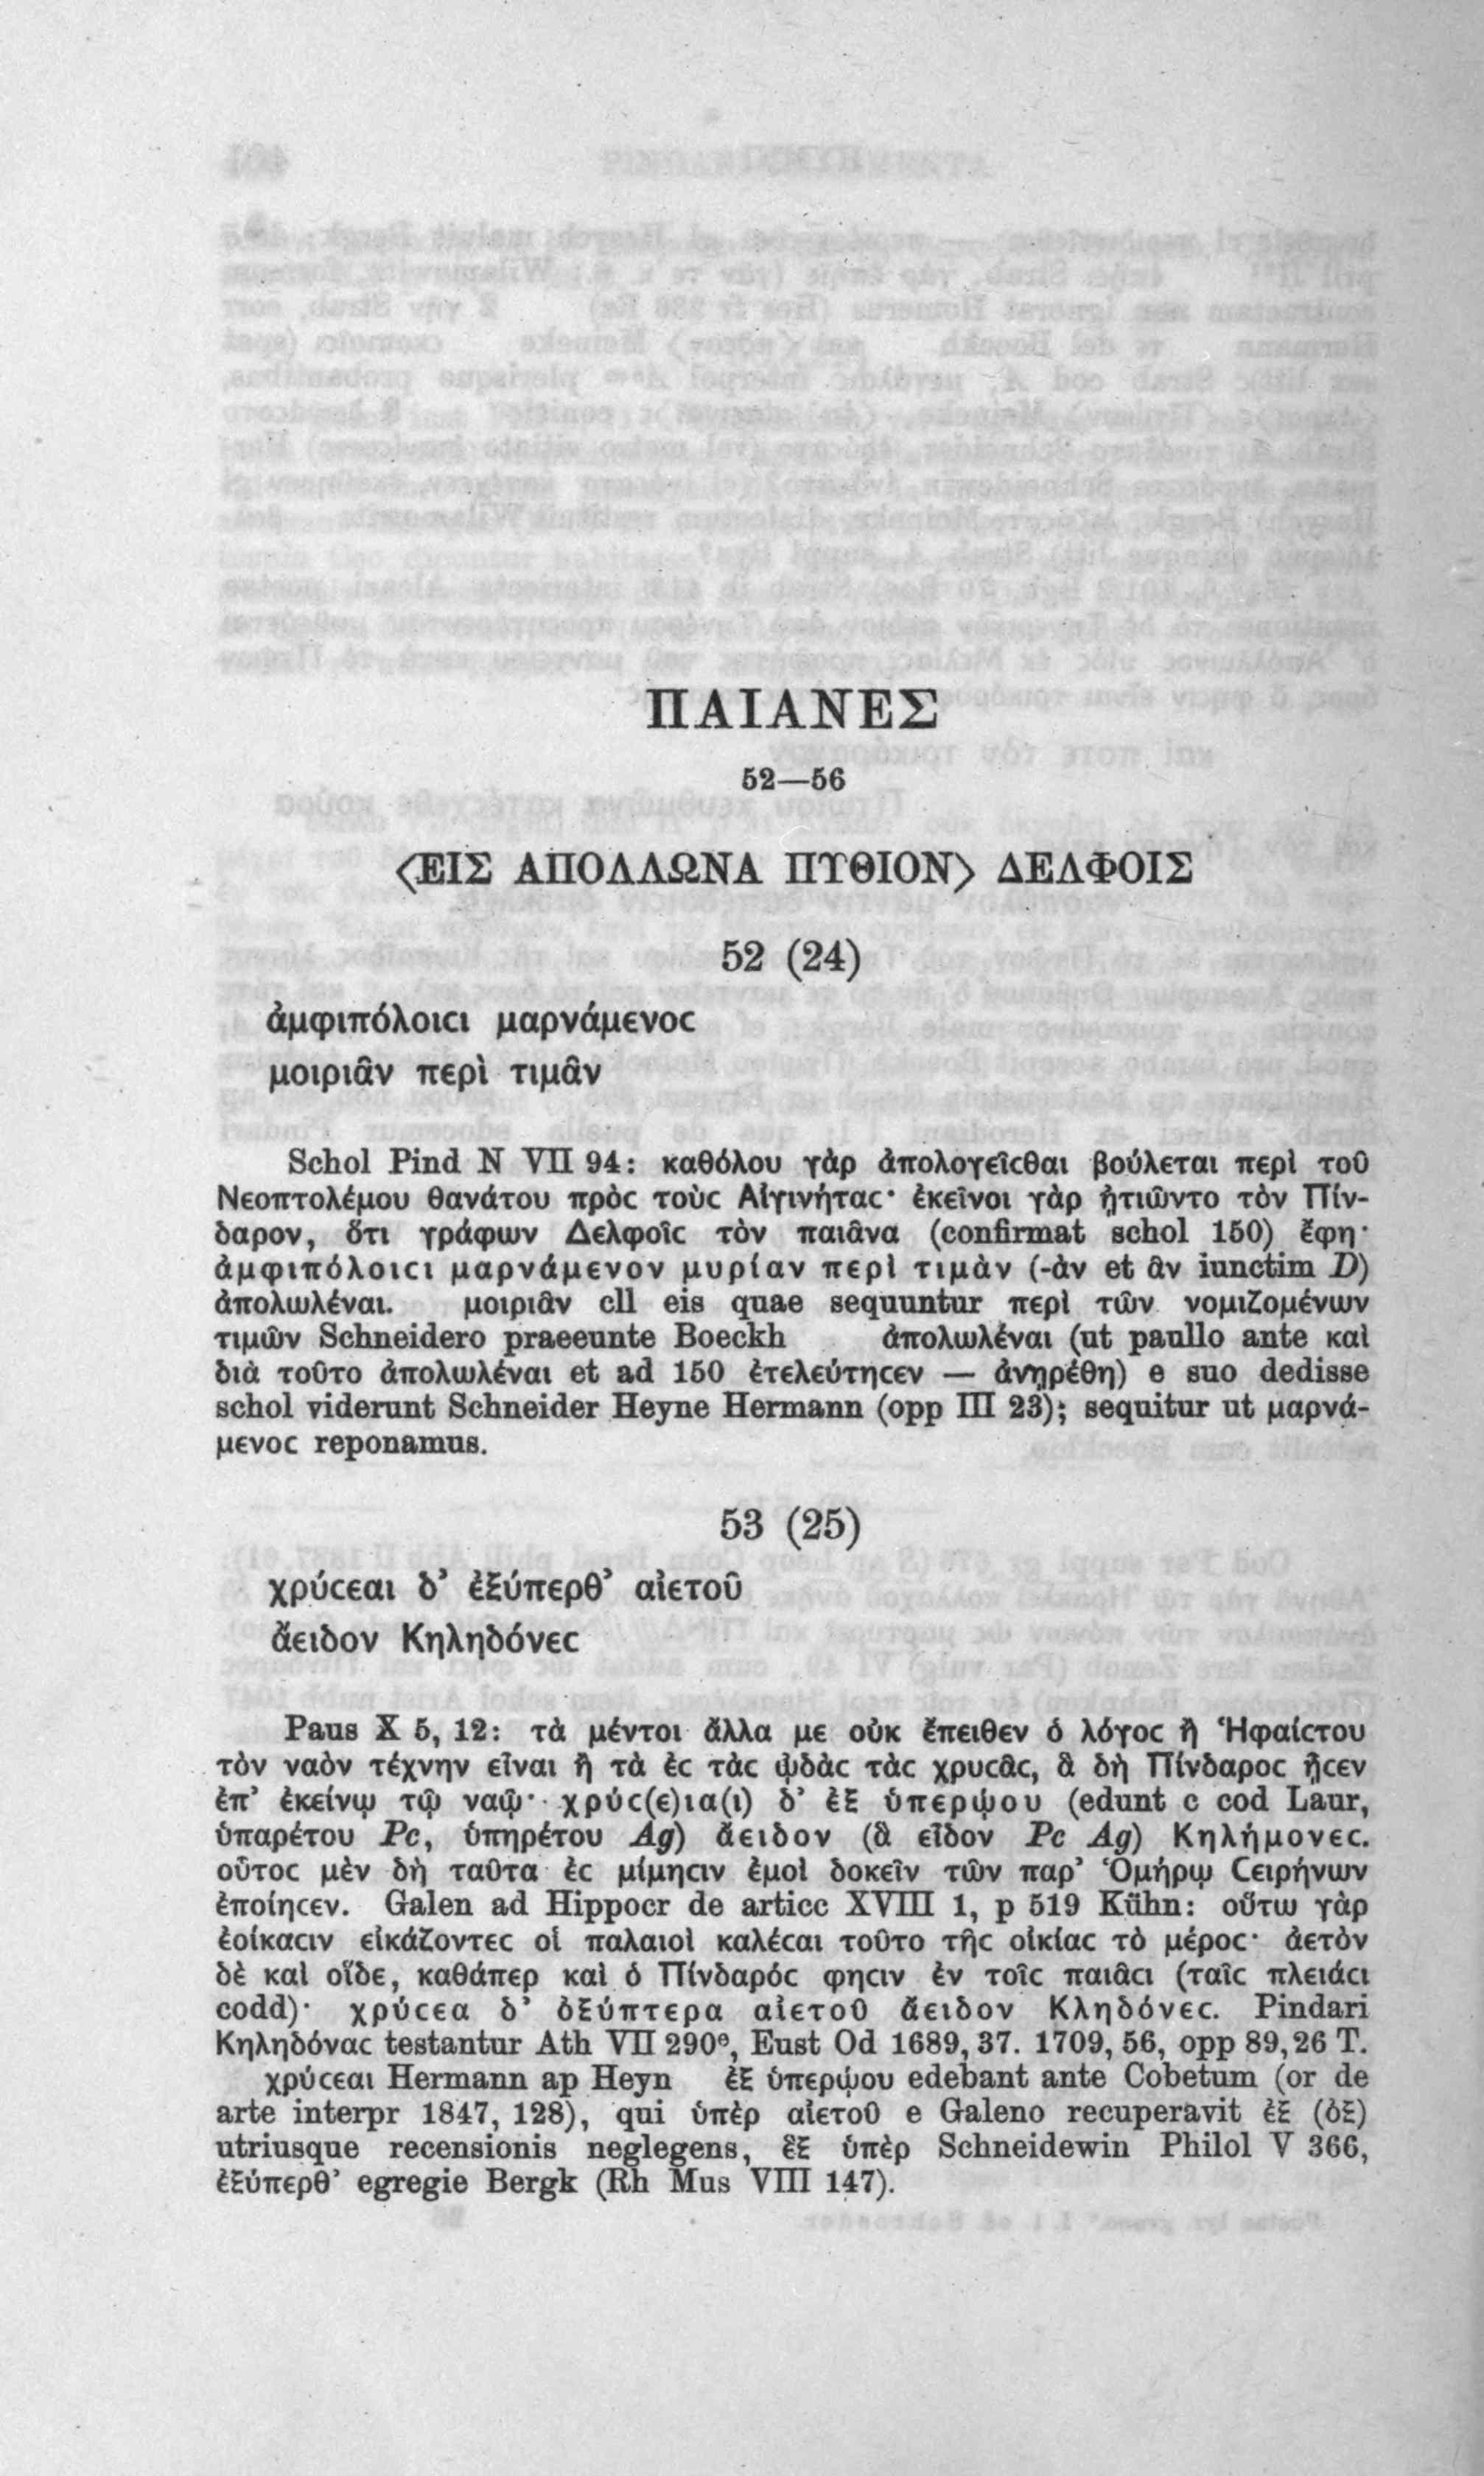 ΠΑΙΑΝΕΣ
52—56
〈ΕΙΣ ΑΠΟΛΛΩΝΑ ΠΥΘΙΟΝ〉 ΔΕΛΦΟΙΣ
52 (24)
ἀμφιπόλοιϲι μαρνάμενοϲ
μοιριᾶν περὶ τιμᾶν
Schol Pind N VII 94: καθόλου γὰρ ἀπολογεῖϲθαι βούλεται περὶ τοῦ
Νεοπτολέμου θανάτου πρὸϲ τοὺϲ Αἰγινήταϲ· ἐκεῖνοι γὰρ ᾐτιῶντο τὸν Πίν-
δαρον, ὅτι γράφων Δελφοῖϲ τὸν παιᾶνα (confirmat schol 150) ἔφη·
ἀμφιπόλοιϲι μαρνάμενον μυρίαν περὶ τιμὰν (-ὰν et ᾶν iunctim D)
ἀπολωλέναι. μοιριᾶν cll eis quae sequuntur περὶ τῶν νομιζομένων
τιμῶν Schneidero praeeunte Boeckh ἀπολωλέναι (ut paullo ante καὶ
διὰ τοῦτο ἀπολωλέναι et ad 150 ἐτελεύτηϲεν — ἀνῃρέθη) e suo dedisse
schol viderunt Schneider Heyne Hermann (opp III 23); sequitur ut μαρνά-
μενοϲ reponamus.
53 (25)
χρύϲεαι δ’ ἐξύπερθ’ αἰετοῦ
ἄειδον Κηληδόνεϲ
Paus X 5, 12: τὰ μέντοι ἄλλα με οὐκ ἔπειθεν ὁ λόγοϲ ἢ Ἡφαίϲτου
τὸν ναὸν τέχνην εἶναι ἢ τὰ ἐϲ τὰϲ ᾠδὰϲ τὰϲ χρυϲᾶϲ, ἃ δὴ Πίνδαροϲ ᾖϲεν
ἐπ’ ἐκείνῳ τῷ ναῷ· χρύϲ(ε)ια(ι) δ’ ἐξ ὑπερῴου (edunt c cod Laur,
ὑπαρέτου Pc, ὑπηρέτου Ag) ἄειδον (ἃ εἶδον Pc Ag) Κηλήμονεϲ.
οὗτοϲ μὲν δὴ ταῦτα ἐϲ μίμηϲιν ἐμοὶ δοκεῖν τῶν παρ’ Ὁμήρῳ Ϲειρήνων
ἐποίηϲεν. Galen ad Hippocr de articc XVIII 1, p 519 Kühn: οὕτω γὰρ
ἐοίκαϲιν εἰκάζοντεϲ οἱ παλαιοὶ καλέϲαι τοῦτο τῆϲ οἰκίαϲ τὸ μέροϲ· ἀετὸν
δὲ καὶ οἵδε, καθάπερ καὶ ὁ Πίνδαρόϲ φηϲιν ἐν τοῖϲ παιᾶϲι (ταῖϲ πλειάϲι
codd)· χρύϲεα δ’ ὀξύπτερα αἰετοῦ ἄειδον Κληδόνεϲ. Pindari
Κηληδόναϲ testantur Ath VII 290ᵉ, Eust Od 1689, 37. 1709, 56, opp 89, 26 T.
χρύϲεαι Hermann ap Heyn ἐξ ὑπερῴου edebant ante Cobetum (or de
arte interpr 1847, 128), qui ὑπὲρ αἰετοῦ e Galeno recuperavit ἐξ (ὀξ)
utriusque recensionis neglegens, ἒξ ὑπὲρ Schneidewin Philol V 366,
ἐξύπερθ’ egregie Bergk (Rh Mus VIII 147).